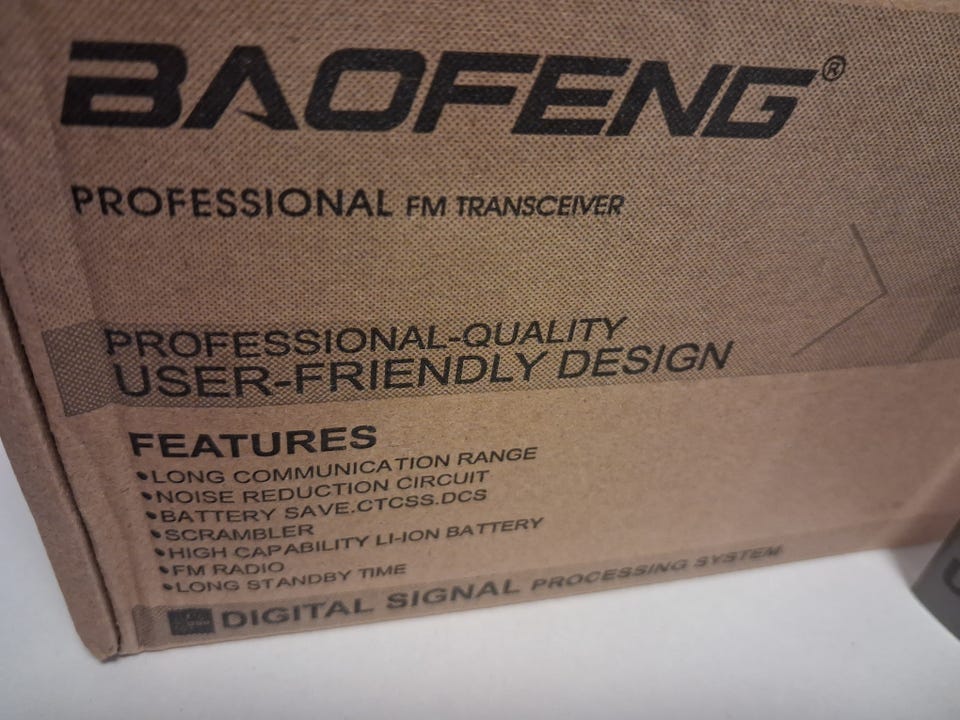 BAOFENG®
PROFESSIONAL FM TRANSCEIVER
PROFESSIONAL-QUALITY
USER-FRIENDLY DESIGN
FEATURES
•LONG COMMUNICATION RANGE
•NOISE REDUCTION CIRCUIT
•BATTERY SAVE.CTCSS.DCS
•SCRAMBLER
•HIGH CAPABILITY LI-ION BATTERY
•FM RADIO
•LONG STANDBY TIME
DIGITAL SIGNAL PROCESSING SYSTEM